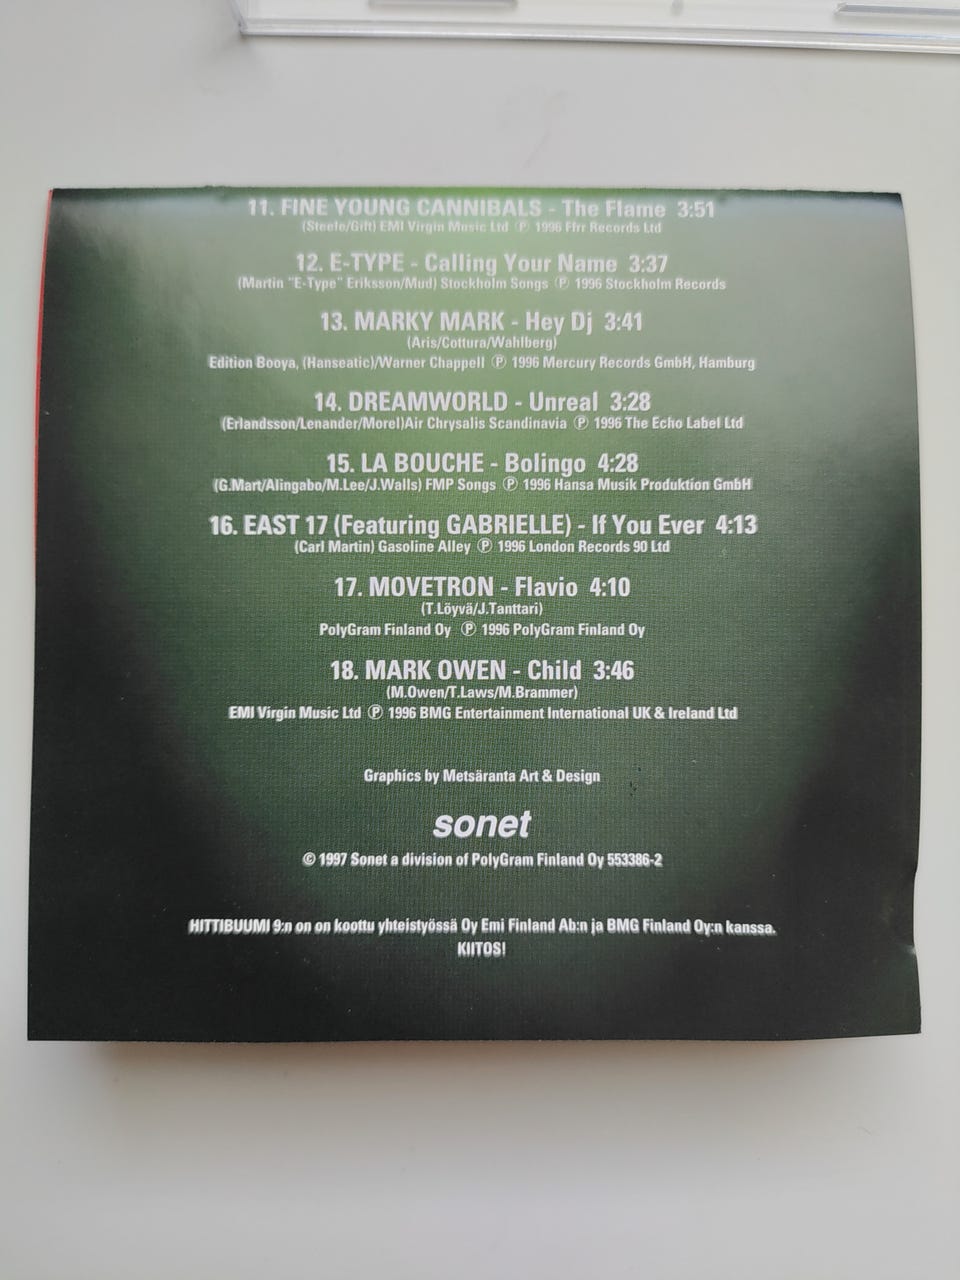 11. FINE YOUNG CANNIBALS - The Flame 3:51
(Steele/Gift) EMI Virgin Music Ltd Ⓟ 1996 Ffrr Records Ltd
12. E-TYPE - Calling Your Name 3:37
(Martin "E-Type" Eriksson/Mud) Stockholm Songs Ⓟ 1996 Stockholm Records
13. MARKY MARK - Hey Dj 3:41
(Aris/Cottura/Wahlberg)
Edition Booya, (Hanseatic)/Warner Chappell Ⓟ 1996 Mercury Records GmbH, Hamburg
14. DREAMWORLD - Unreal 3:28
(Erlandsson/Lenander/Morel)Air Chrysalis Scandinavia Ⓟ 1996 The Echo Label Ltd
15. LA BOUCHE - Bolingo 4:28
(G.Mart/Alingabo/M.Lee/J.Walls) FMP Songs Ⓟ 1996 Hansa Musik Produktion GmbH
16. EAST 17 (Featuring GABRIELLE) - If You Ever 4:13
(Carl Martin) Gasoline Alley Ⓟ 1996 London Records 90 Ltd
17. MOVETRON - Flavio 4:10
(T.Löyvä/J.Tanttari)
PolyGram Finland Oy Ⓟ 1996 PolyGram Finland Oy
18. MARK OWEN - Child 3:46
(M.Owen/T.Laws/M.Brammer)
EMI Virgin Music Ltd Ⓟ 1996 BMG Entertainment International UK & Ireland Ltd
Graphics by Metsäranta Art & Design
sonet
© 1997 Sonet a division of PolyGram Finland Oy 553386-2
HITTIBUUMI 9:n on on koottu yhteistyössä Oy Emi Finland Ab:n ja BMG Finland Oy:n kanssa.
KIITOS!